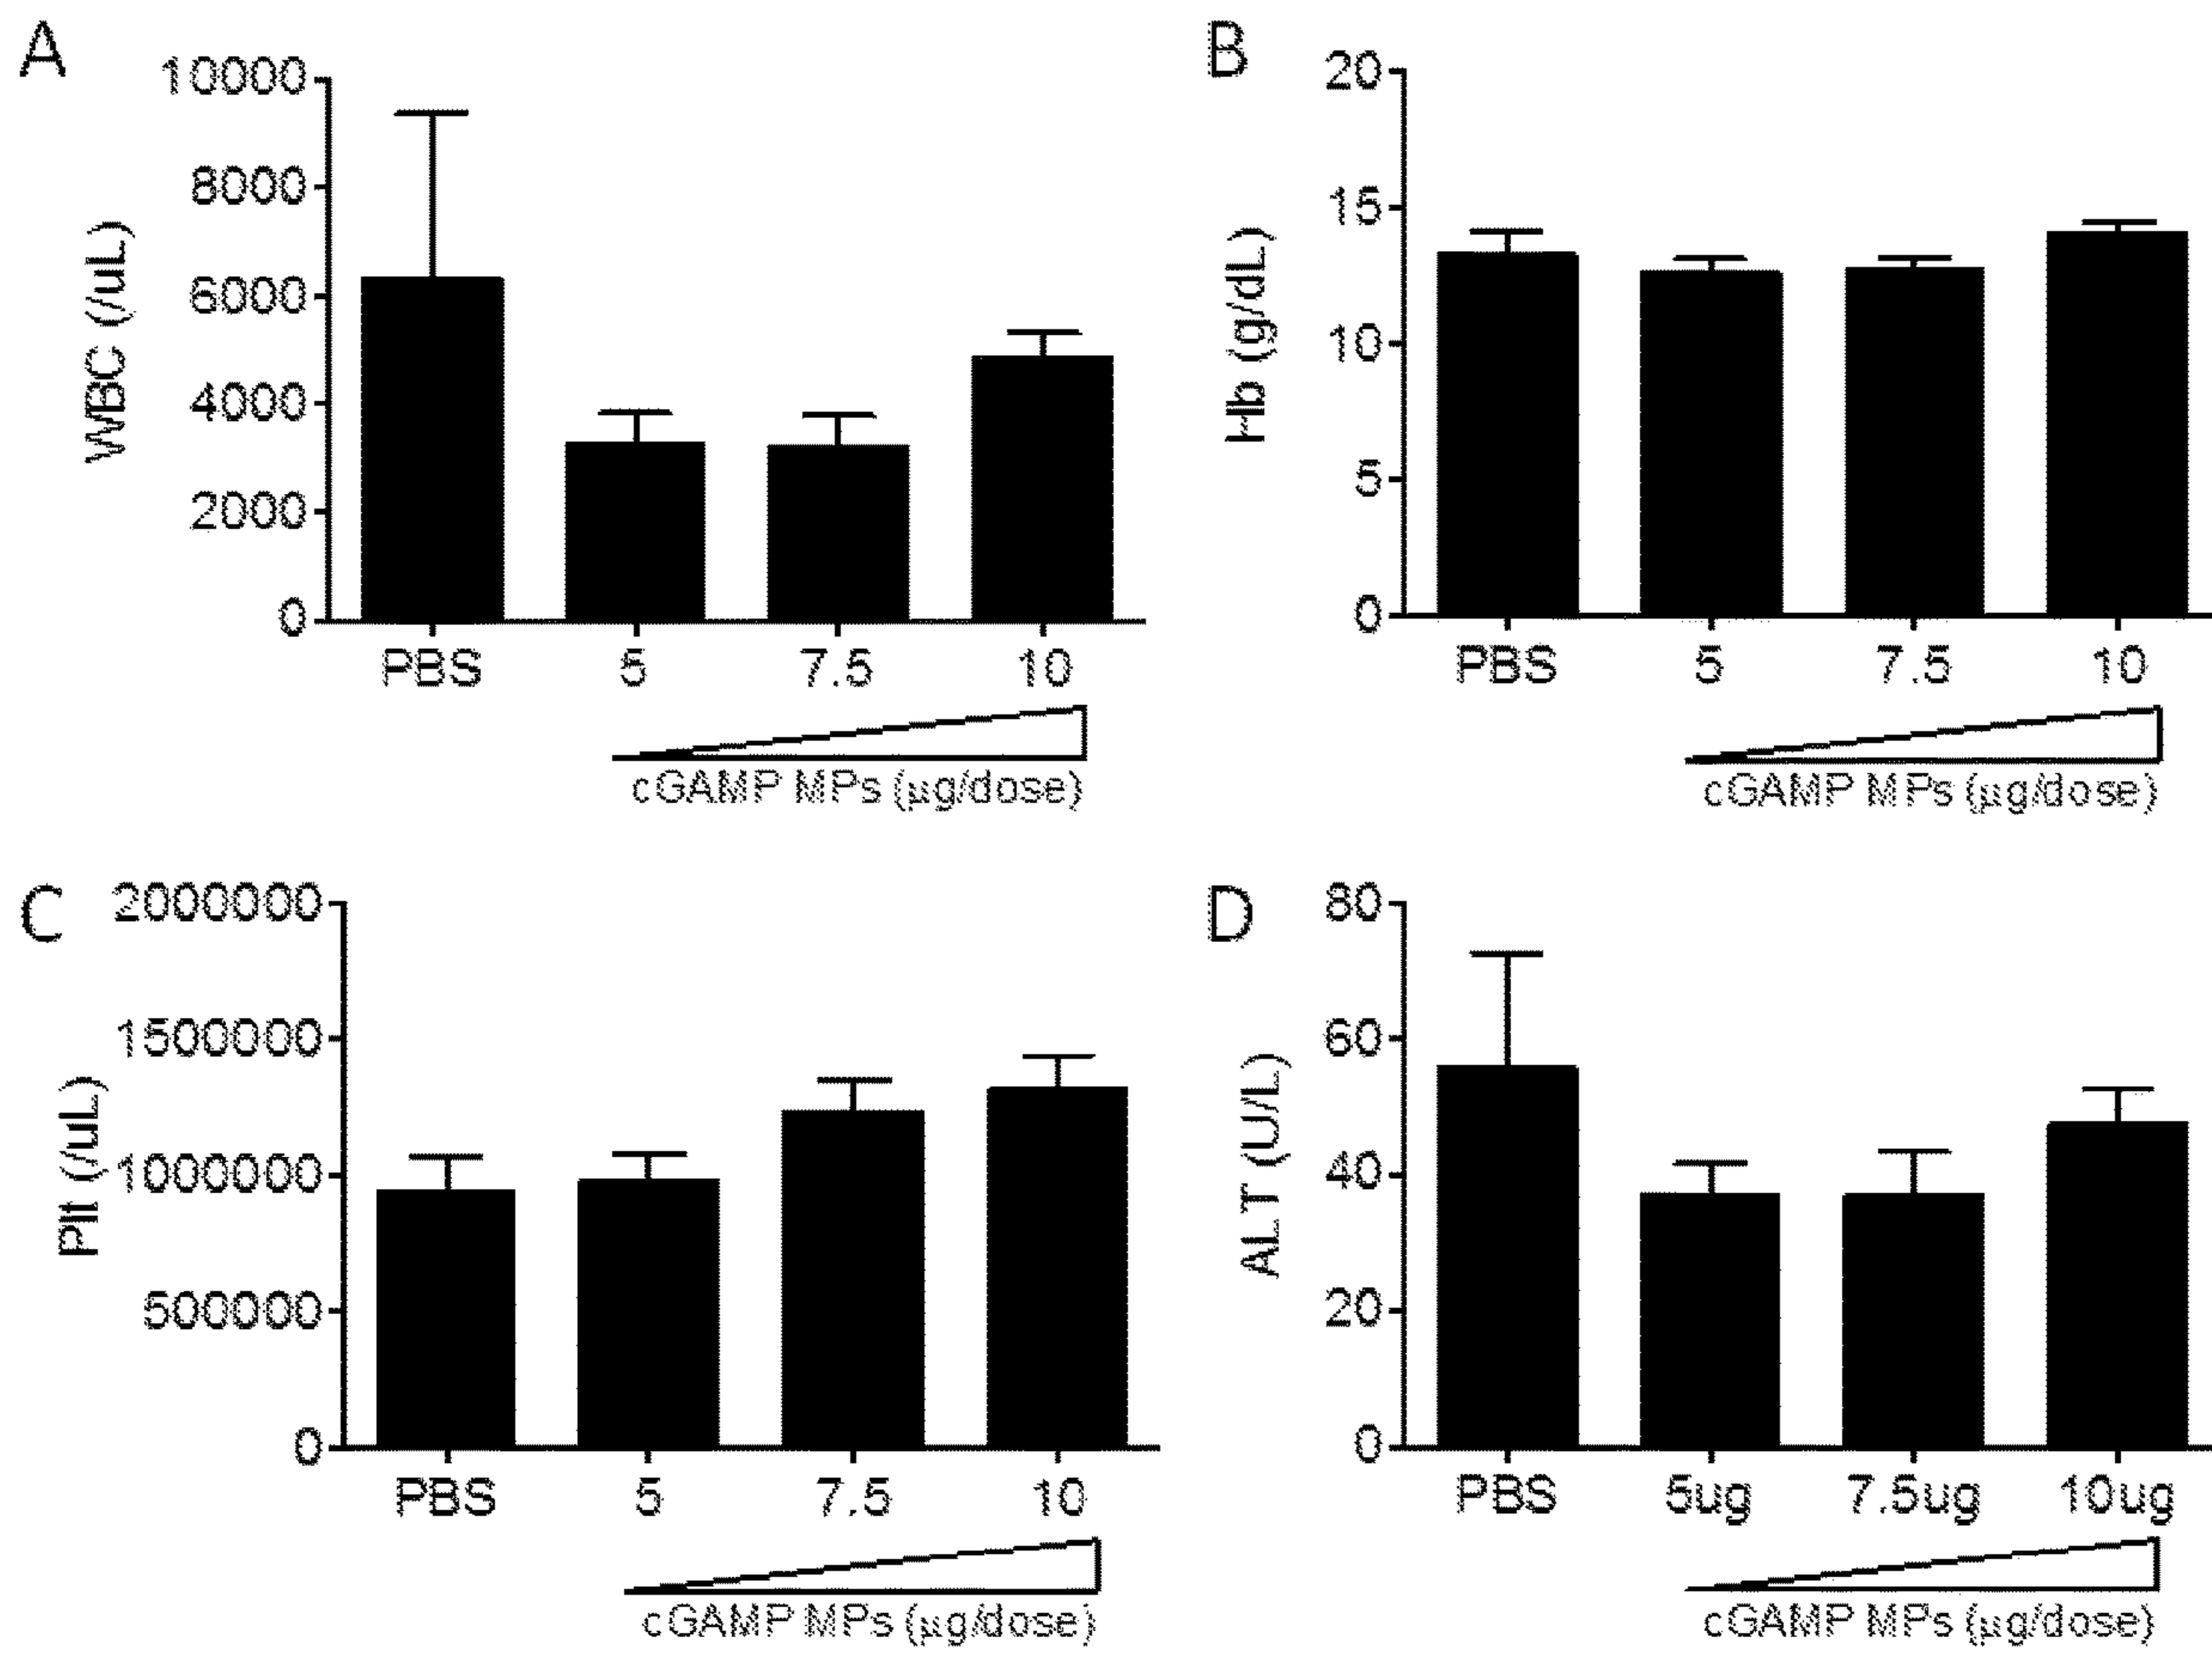 A
10000
8000
6000
4000
2000
0
WBC (/uL)
PBS 5 7.5 10
cGAMP MPs (µg/dose)
B
20
15
10
5
0
Hb (g/dL)
PBS 5 7.5 10
cGAMP MPs (µg/dose)
C
2000000
1500000
1000000
500000
0
Plt (/uL)
PBS 5 7.5 10
cGAMP MPs (µg/dose)
D
80
60
40
20
0
ALT (U/L)
PBS 5ug 7.5ug 10ug
cGAMP MPs (µg/dose)